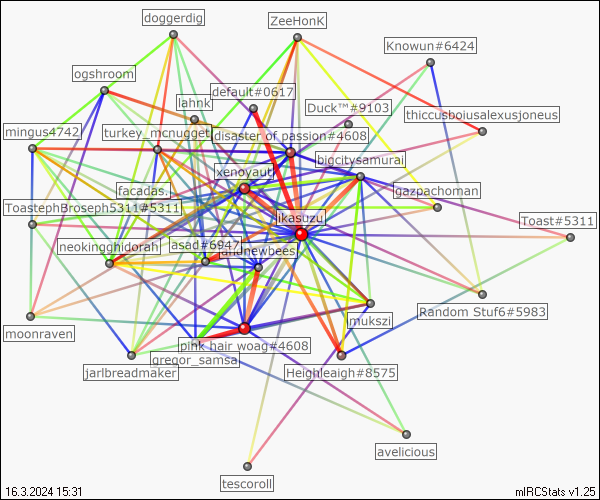 doggerdig
ZeeHonK
Knowun#6424
ogshroom
default#0617
lahnk
Duck™#9103
thiccusboiusalexusjoneus
mingus4742
turkey_mcnugget
disaster of passion#4608
bigcitysamurai
xenoyaut
facadas.
gazpachoman
ToastephBroseph5311#5311
likasuzu
Toast#5311
neokingghidorah
asad#6947
andnewbees
moonraven
mukszi
Random Stuf6#5983
pink hair woag#4608
gregor_samsa
jarlbreadmaker
Heighleaigh#8575
avelicious
tescoroll
16.3.2024 15:31
mIRCStats v1.25